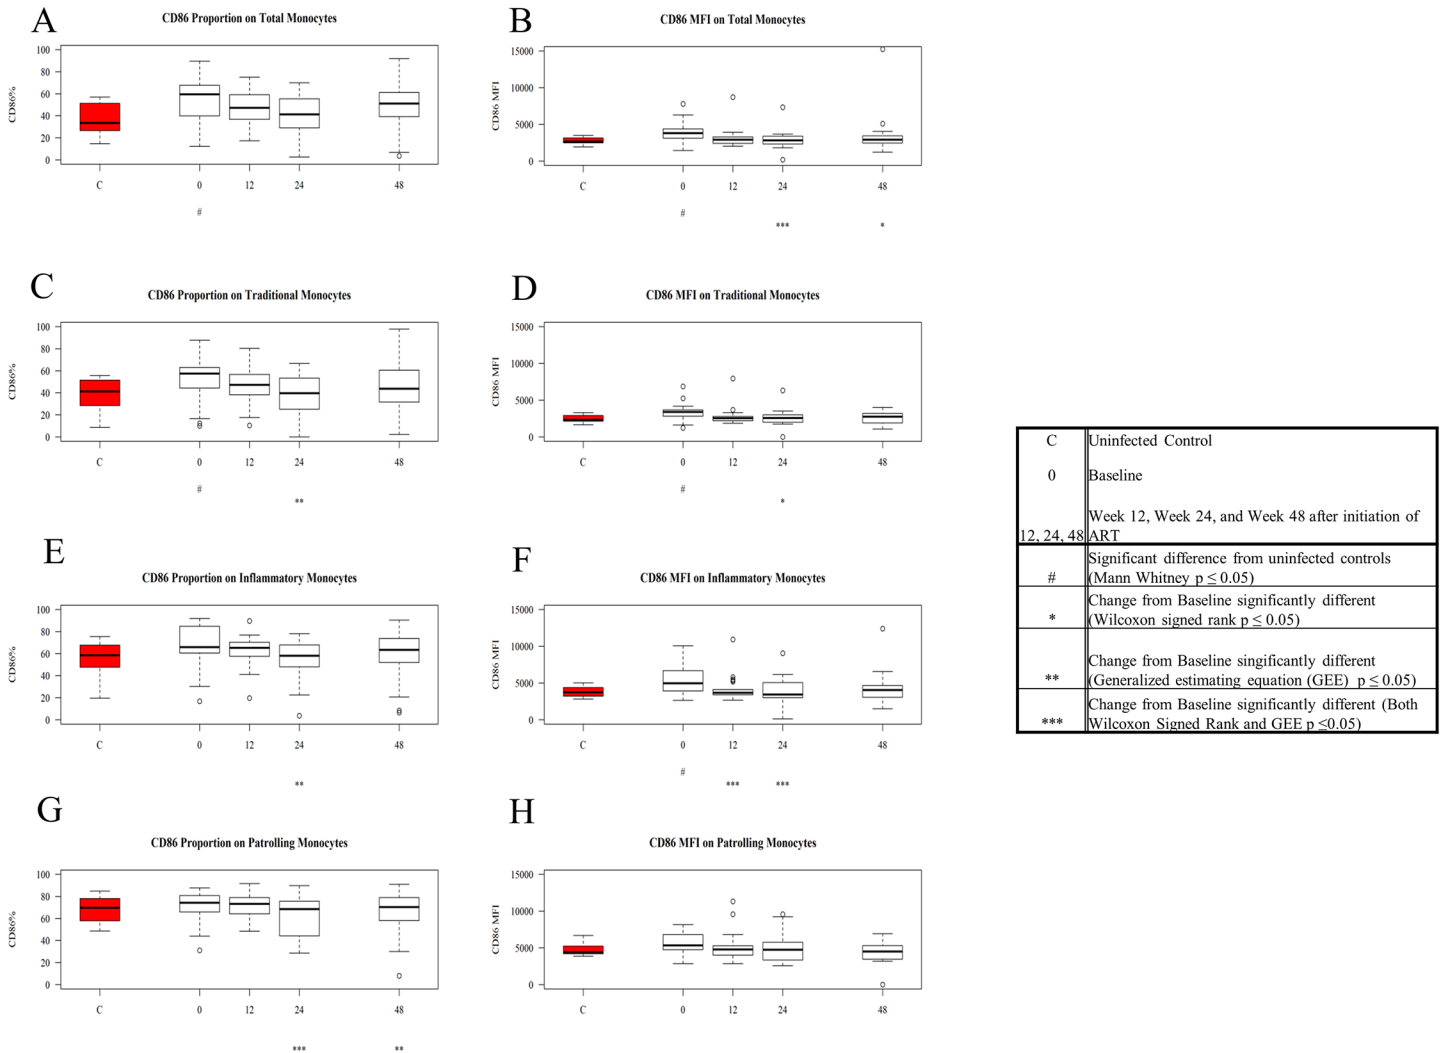 A
CD86 Proportion on Total Monocytes
CD86%
100
80
60
40
20
0
C
0
12
24
48
#
B
CD86 MFI on Total Monocytes
CD86 MFI
15000
10000
5000
0
C
0
12
24
48
#
***
*
C
CD86 Proportion on Traditional Monocytes
CD86%
100
80
60
40
20
0
C
0
12
24
48
#
**
D
CD86 MFI on Traditional Monocytes
CD86 MFI
15000
10000
5000
0
C
0
12
24
48
#
*
E
CD86 Proportion on Inflammatory Monocytes
CD86%
100
80
60
40
20
0
C
0
12
24
48
**
F
CD86 MFI on Inflammatory Monocytes
CD86 MFI
15000
10000
5000
0
C
0
12
24
48
#
***
***
G
CD86 Proportion on Patrolling Monocytes
CD86%
100
80
60
40
20
0
C
0
12
24
48
***
**
H
CD86 MFI on Patrolling Monocytes
CD86 MFI
15000
10000
5000
0
C
0
12
24
48
C Uninfected Control
0 Baseline
Week 12, Week 24, and Week 48 after initiation of
12, 24, 48 ART
Significant difference from uninfected controls
# (Mann Whitney p ≤ 0.05)
Change from Baseline significantly different
* (Wilcoxon signed rank p ≤ 0.05)
Change from Baseline singificantly different
** (Generalized estimating equation (GEE) p ≤ 0.05)
Change from Baseline significantly different (Both
*** Wilcoxon Signed Rank and GEE p ≤0.05)